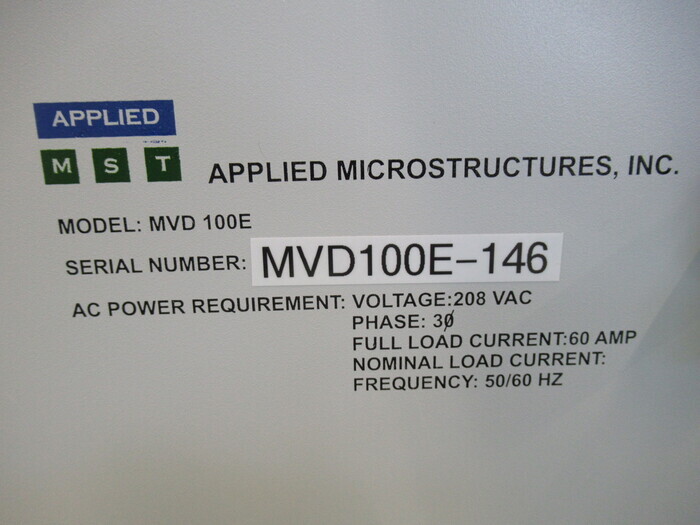 APPLIED
M S T
APPLIED MICROSTRUCTURES, INC.
MODEL: MVD 100E
SERIAL NUMBER: MVD100E-146
AC POWER REQUIREMENT: VOLTAGE:208 VAC
PHASE: 3Ø
FULL LOAD CURRENT:60 AMP
NOMINAL LOAD CURRENT:
FREQUENCY: 50/60 HZ